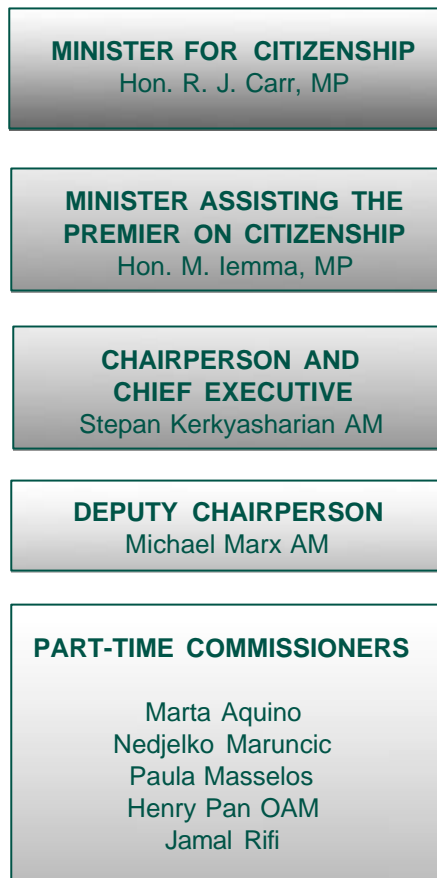 MINISTER FOR CITIZENSHIP
Hon. R. J. Carr, MP
MINISTER ASSISTING THE
PREMIER ON CITIZENSHIP
Hon. M. Iemma, MP
CHAIRPERSON AND
CHIEF EXECUTIVE
Stepan Kerkyasharian AM
DEPUTY CHAIRPERSON
Michael Marx AM
PART-TIME COMMISSIONERS
Marta Aquino
Nedjelko Maruncic
Paula Masselos
Henry Pan OAM
Jamal Rifi